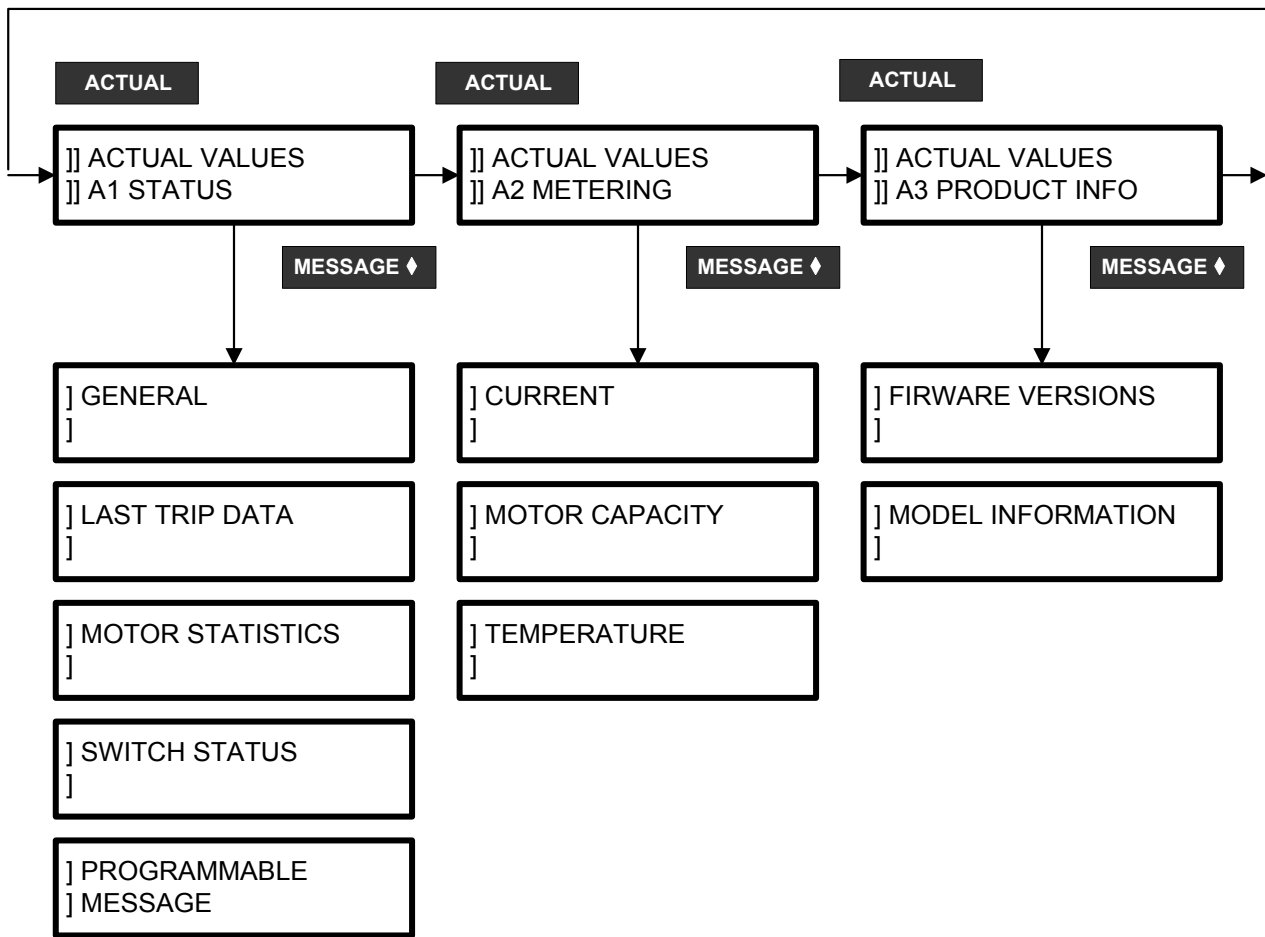 ACTUAL
ACTUAL
ACTUAL
]] ACTUAL VALUES
]] A1 STATUS
]] ACTUAL VALUES
]] A2 METERING
]] ACTUAL VALUES
]] A3 PRODUCT INFO
MESSAGE ♦
MESSAGE ♦
MESSAGE ♦
] GENERAL
]
] LAST TRIP DATA
]
] MOTOR STATISTICS
]
] SWITCH STATUS
]
] PROGRAMMABLE
] MESSAGE
] CURRENT
]
] MOTOR CAPACITY
]
] TEMPERATURE
]
] FIRWARE VERSIONS
]
] MODEL INFORMATION
]